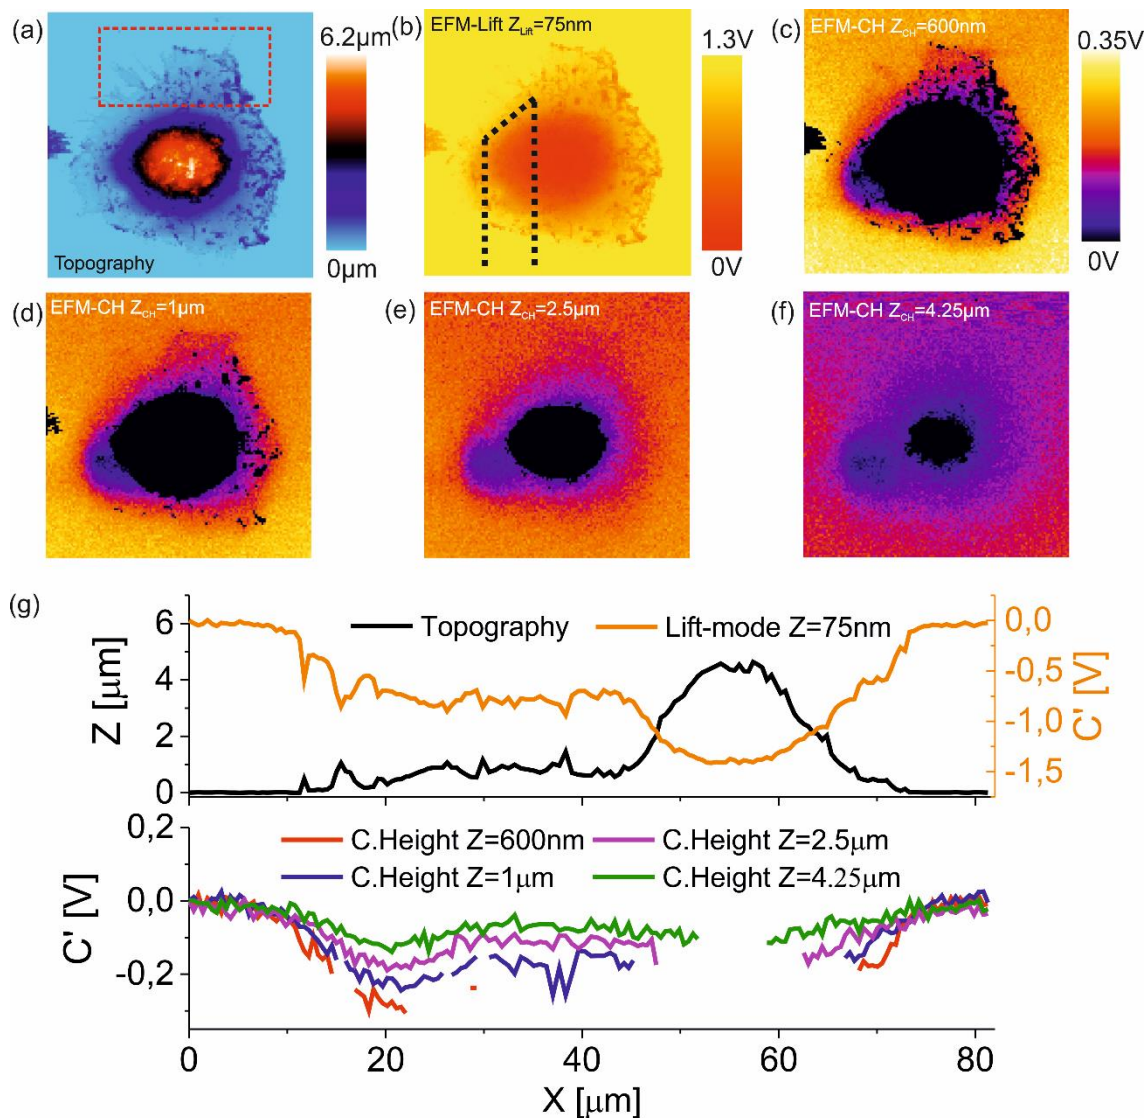 (a)
6.2µm
0µm
Topography
(b)
EFM-Lift Z_Lift=75nm
1.3V
0V
(c)
EFM-CH Z_CH=600nm
0.35V
0V
(d)
EFM-CH Z_CH=1µm
(e)
EFM-CH Z_CH=2.5µm
(f)
EFM-CH Z_CH=4.25µm
(g)
Topography
Lift-mode Z=75nm
Z [µm]
6
4
2
0
0,0
-0,5
-1,0
-1,5
C' [V]
C.Height Z=600nm
C.Height Z=2.5µm
C.Height Z=1µm
C.Height Z=4.25µm
C' [V]
0,2
0,0
-0,2
0 20 40 60 80
X [µm]